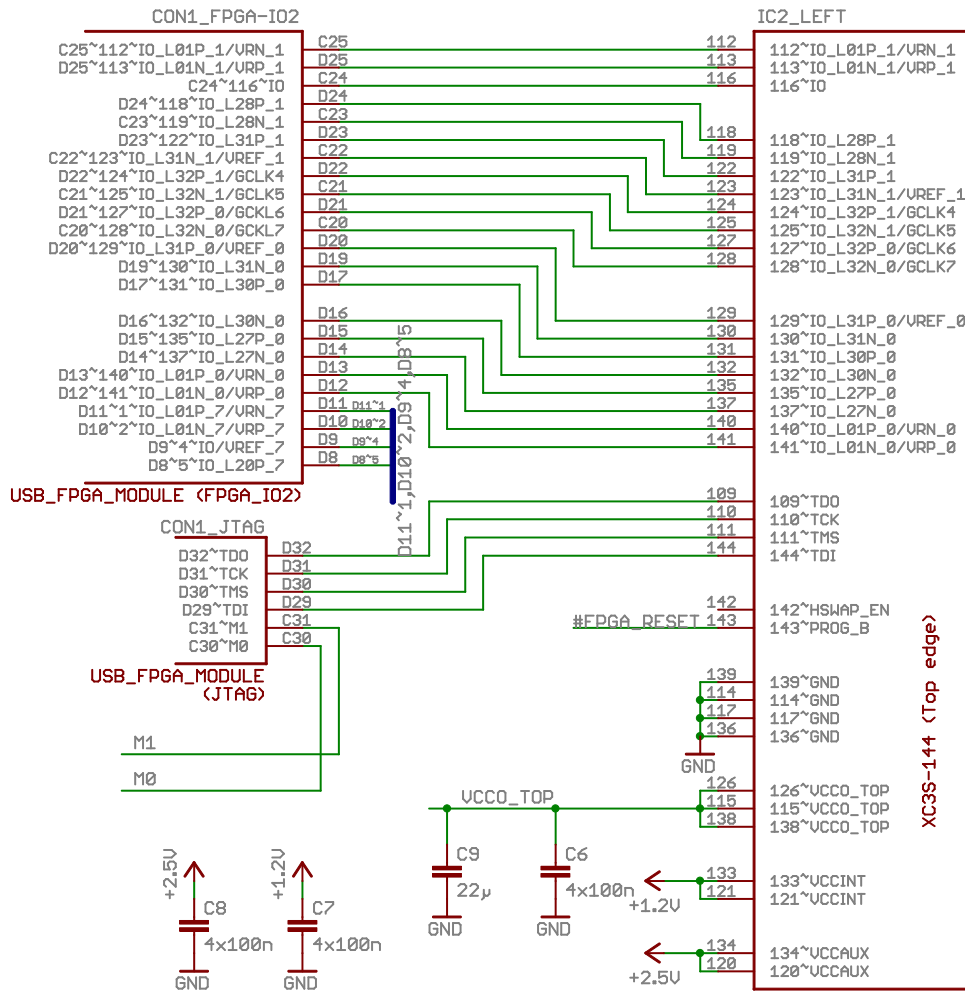 CON1_FPGA-IO2
C25~112~IO_L01P_1/VRN_1 C25
D25~113~IO_L01N_1/VRP_1 D25
C24~116~IO C24
D24~118~IO_L28P_1 D24
C23~119~IO_L28N_1 C23
D23~122~IO_L31P_1 D23
C22~123~IO_L31N_1/VREF_1 C22
D22~124~IO_L32P_1/GCLK4 D22
C21~125~IO_L32N_1/GCLK5 C21
D21~127~IO_L32P_0/GCKL6 D21
C20~128~IO_L32N_0/GCKL7 C20
D20~129~IO_L31P_0/VREF_0 D20
D19~130~IO_L31N_0 D19
D17~131~IO_L30P_0 D17
D16~132~IO_L30N_0 D16
D15~135~IO_L27P_0 D15
D14~137~IO_L27N_0 D14
D13~140~IO_L01P_0/VRN_0 D13
D12~141~IO_L01N_0/VRP_0 D12
D11~1~IO_L01P_7/VRN_7 D11 D11~1
D10~2~IO_L01N_7/VRP_7 D10 D10~2
D9~4~IO/VREF_7 D9 D9~4
D8~5~IO_L20P_7 D8 D8~5
USB_FPGA_MODULE (FPGA_IO2)
D11~1,D10~2,D9~4,D8~5
CON1_JTAG
D32~TDO D32
D31~TCK D31
D30~TMS D30
D29~TDI D29
C31~M1 C31
C30~M0 C30
USB_FPGA_MODULE
(JTAG)
M1
M0
IC2_LEFT
112 112~IO_L01P_1/VRN_1
113 113~IO_L01N_1/VRP_1
116 116~IO
118 118~IO_L28P_1
119 119~IO_L28N_1
122 122~IO_L31P_1
123 123~IO_L31N_1/VREF_1
124 124~IO_L32P_1/GCLK4
125 125~IO_L32N_1/GCLK5
127 127~IO_L32P_0/GCLK6
128 128~IO_L32N_0/GCLK7
129 129~IO_L31P_0/VREF_0
130 130~IO_L31N_0
131 131~IO_L30P_0
132 132~IO_L30N_0
135 135~IO_L27P_0
137 137~IO_L27N_0
140 140~IO_L01P_0/VRN_0
141 141~IO_L01N_0/VRP_0
109 109~TDO
110 110~TCK
111 111~TMS
144 144~TDI
142 142~HSWAP_EN
#FPGA_RESET 143 143~PROG_B
139 139~GND
114 114~GND
117 117~GND
136 136~GND
GND
126 126~VCCO_TOP
VCCO_TOP 115 115~VCCO_TOP
138 138~VCCO_TOP
133 133~VCCINT
121 121~VCCINT
+1.2V
134 134~VCCAUX
120 120~VCCAUX
+2.5V
XC3S-144 (Top edge)
C9
22µ
GND
C6
4x100n
GND
+2.5V
C8
4x100n
GND
+1.2V
C7
4x100n
GND